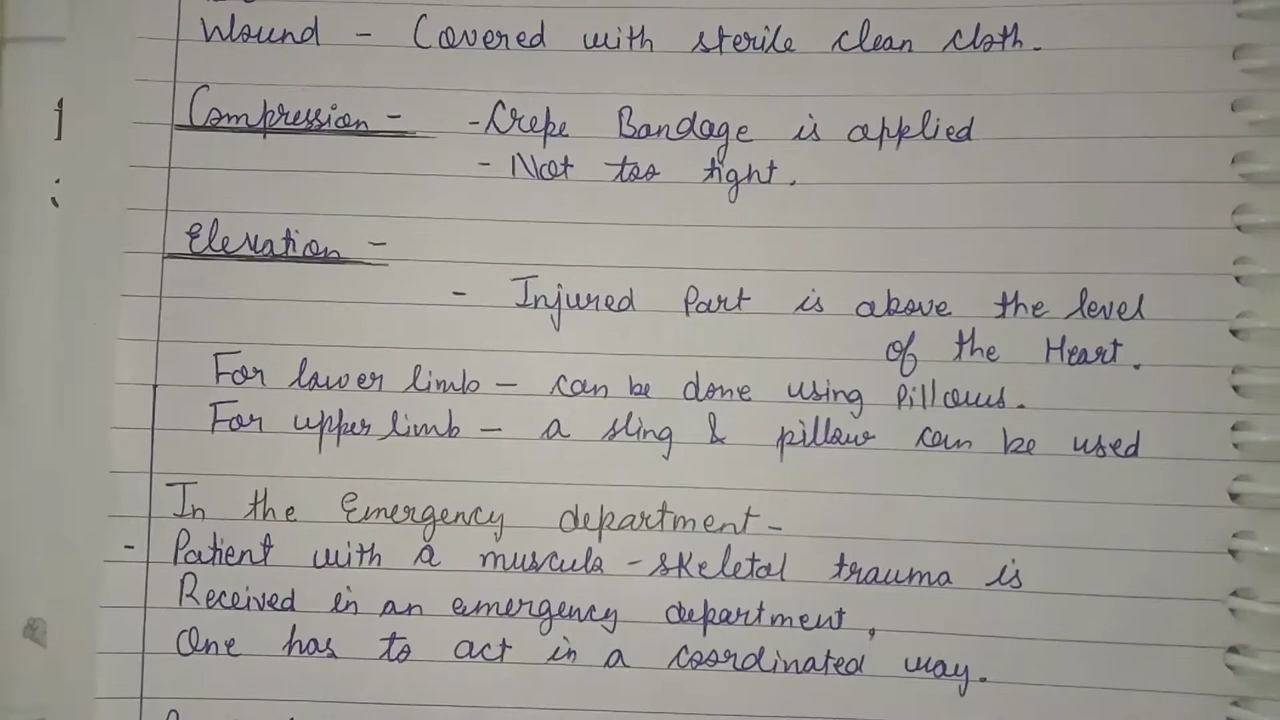 Wound - Covered with sterile clean cloth.
Compression - - Crepe Bandage is applied
- Not too tight.
Elevation -
- Injured Part is above the level
of the Heart.
For lower limb - can be done using Pillows.
For upper limb - a sling & pillow can be used
In the Emergency department -
- Patient with a musculo-skeletal trauma is
Received in an emergency department,
One has to act in a coordinated way.